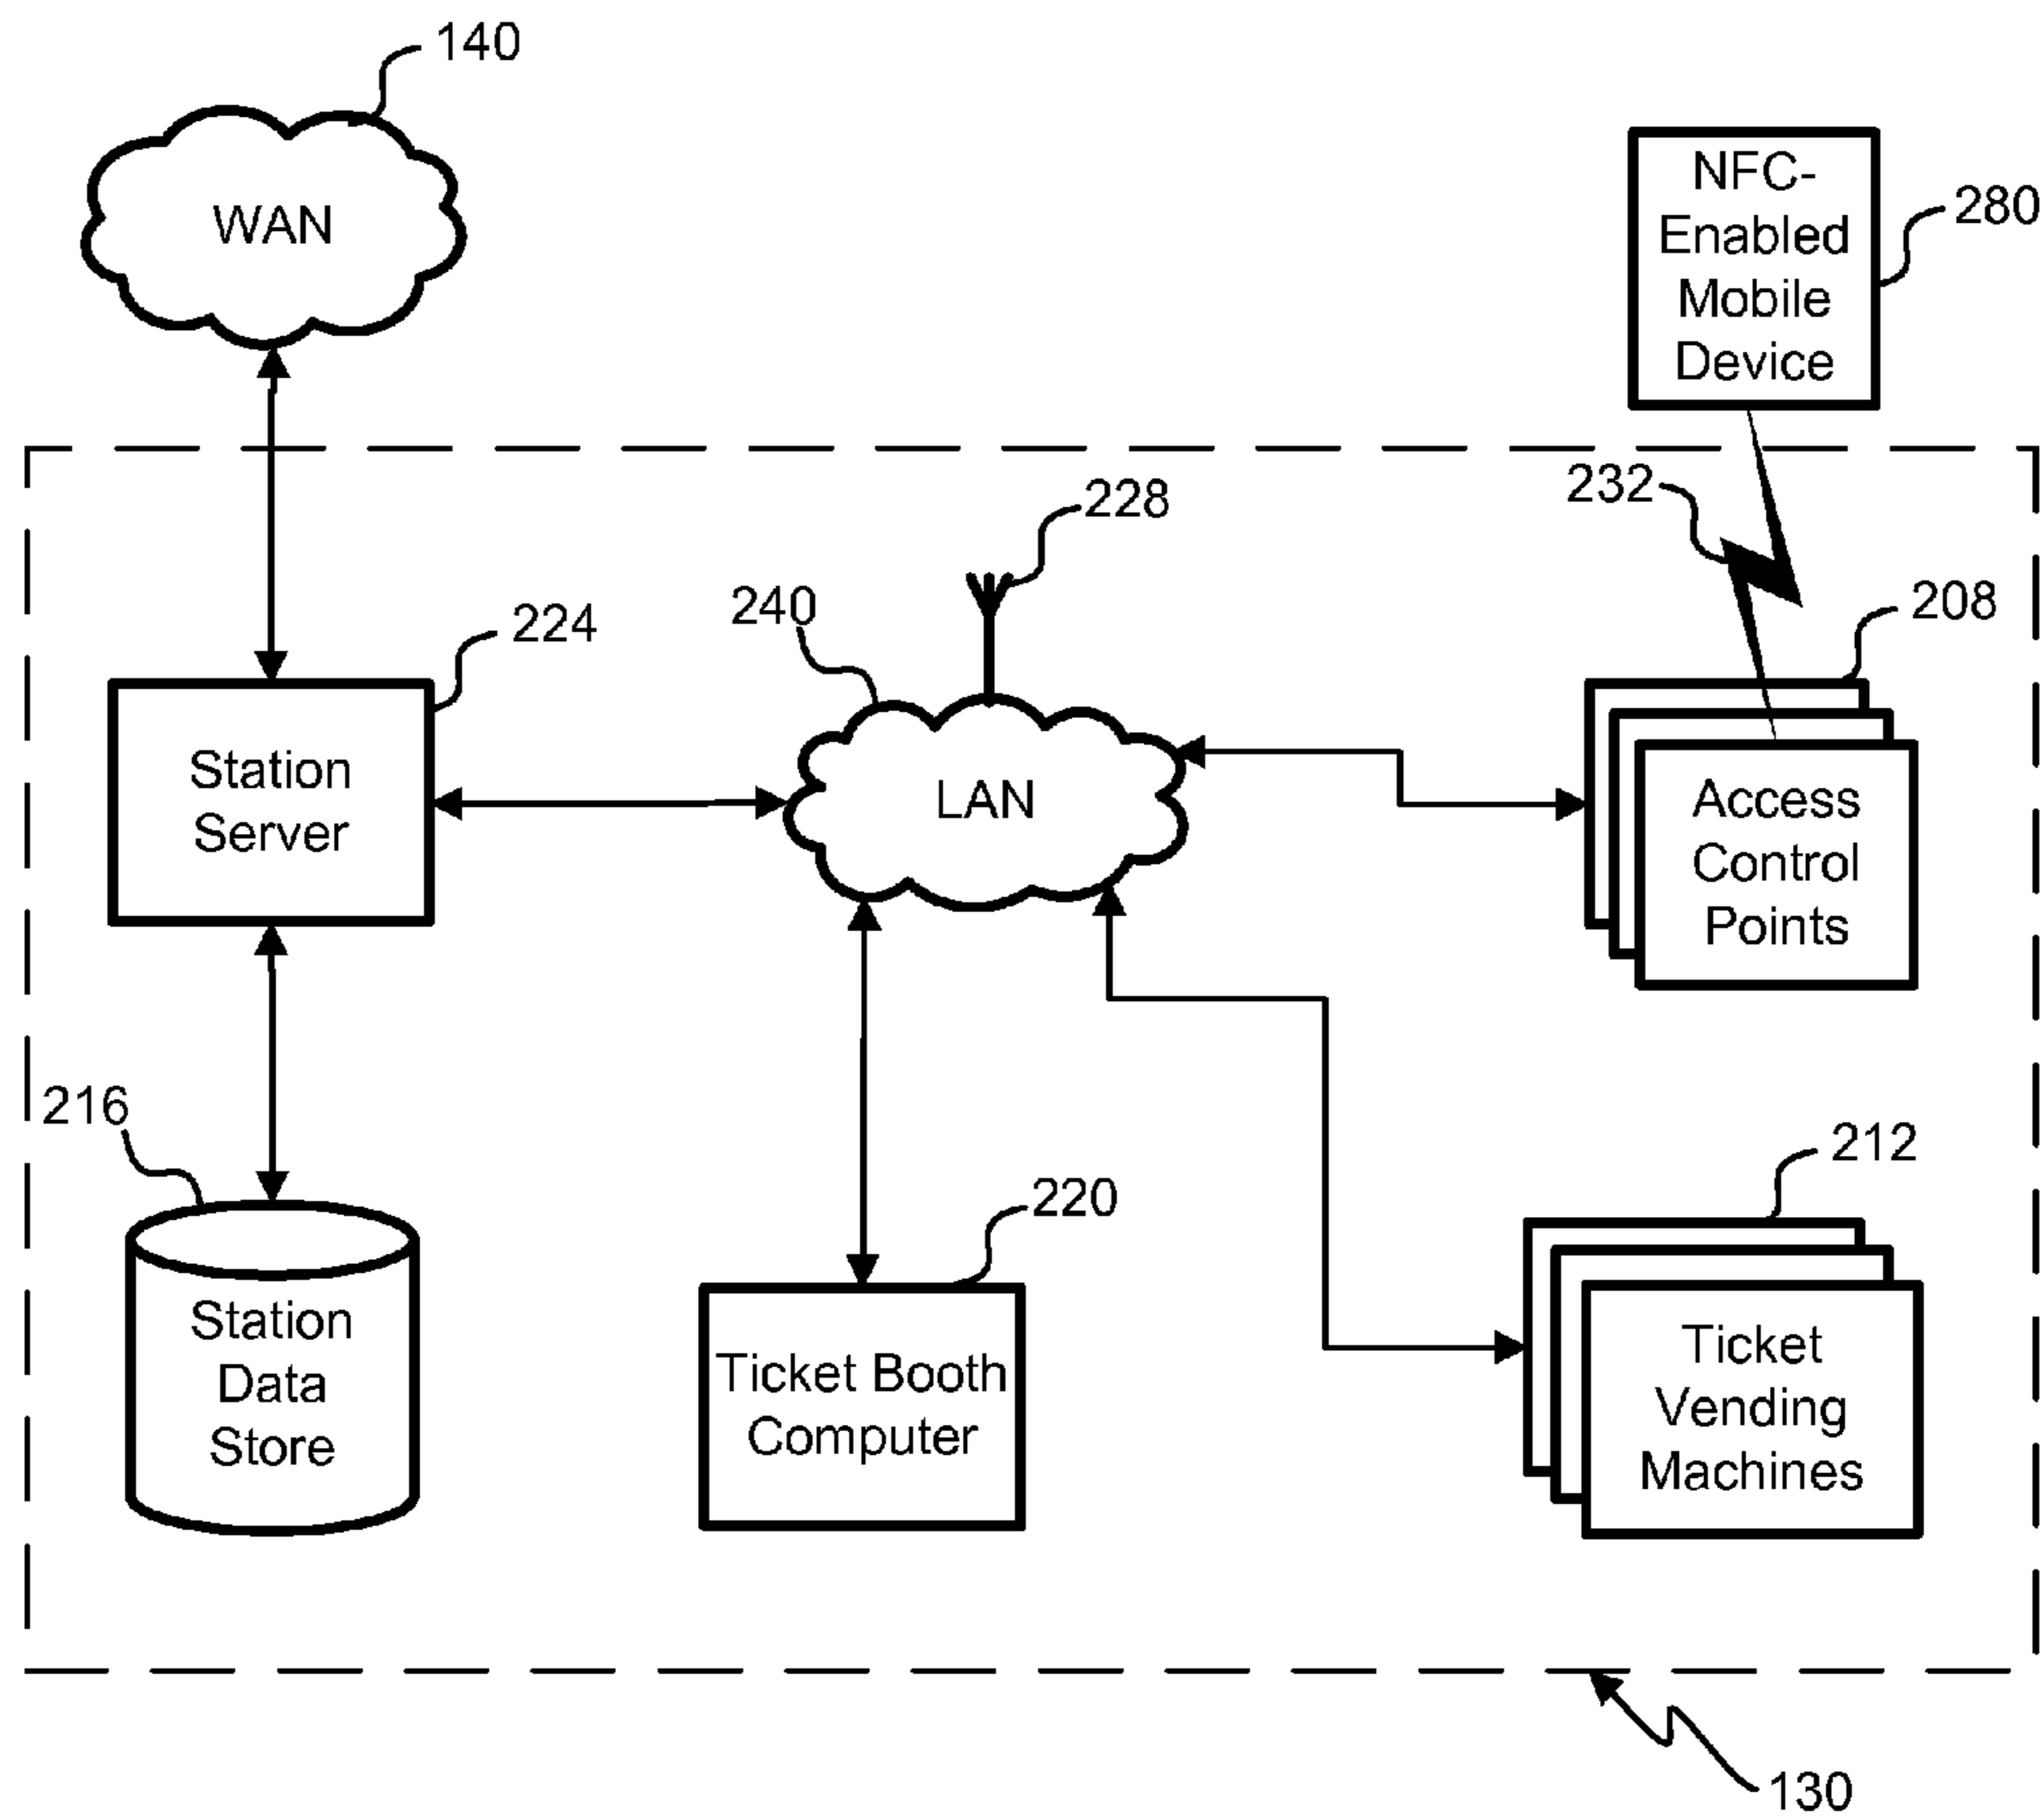 140
WAN
NFC-
Enabled
Mobile
Device
280
232
228
240
224
208
Station
Server
LAN
Access
Control
Points
216
220
212
Station
Data
Store
Ticket Booth
Computer
Ticket
Vending
Machines
130